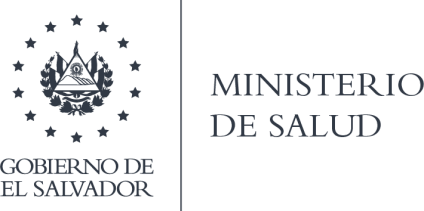 GOBIERNO DE
EL SALVADOR
MINISTERIO
DE SALUD